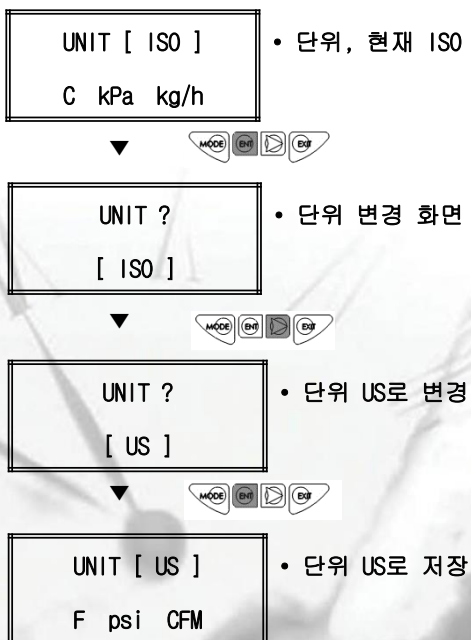 UNIT [ ISO ] • 단위, 현재 ISO
C kPa kg/h
▼ MODE ENT EXIT
UNIT ? • 단위 변경 화면
[ ISO ]
▼ MODE ENT EXIT
UNIT ? • 단위 US로 변경
[ US ]
▼ MODE ENT EXIT
UNIT [ US ] • 단위 US로 저장
F psi CFM